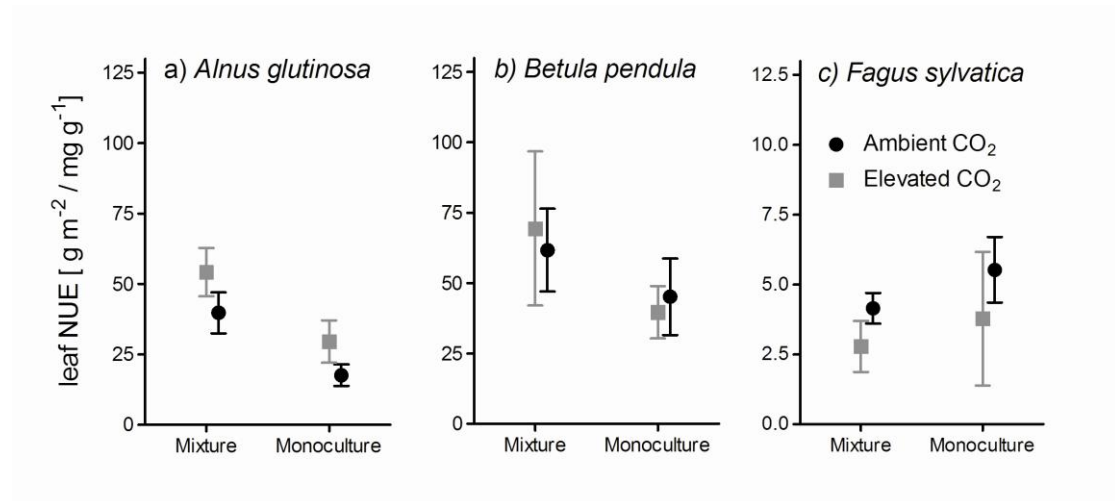 leaf NUE [ g m⁻² / mg g⁻¹]
a) Alnus glutinosa
125
100
75
50
25
0
Mixture Monoculture
b) Betula pendula
125
100
75
50
25
0
Mixture Monoculture
c) Fagus sylvatica
12.5
10.0
7.5
5.0
2.5
0.0
Ambient CO₂
Elevated CO₂
Mixture Monoculture